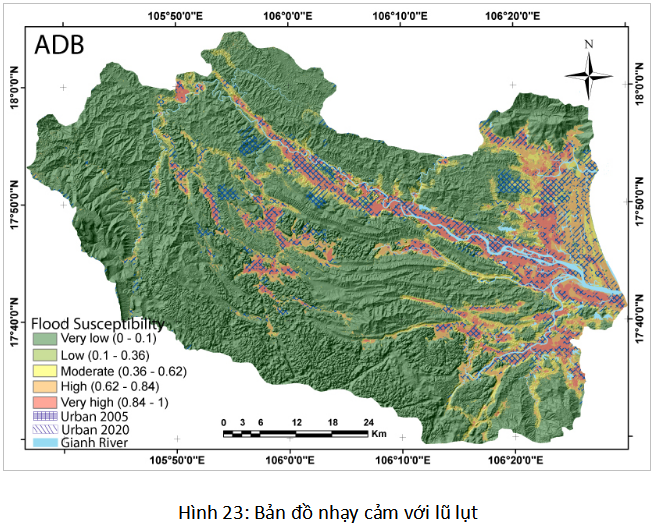 105°50'0"E 106°0'0"E 106°10'0"E 106°20'0"E
ADB
N
18°0'0"N
18°0'0"N
17°50'0"N
17°50'0"N
17°40'0"N
17°40'0"N
Flood Susceptibility
Very low (0 - 0.1)
Low (0.1 - 0.36)
Moderate (0.36 - 0.62)
High (0.62 - 0.84)
Very high (0.84 - 1)
Urban 2005
Urban 2020
Gianh River
0 3 6 12 18 24
Km
105°50'0"E 106°0'0"E 106°10'0"E 106°20'0"E
Hình 23: Bản đồ nhạy cảm với lũ lụt